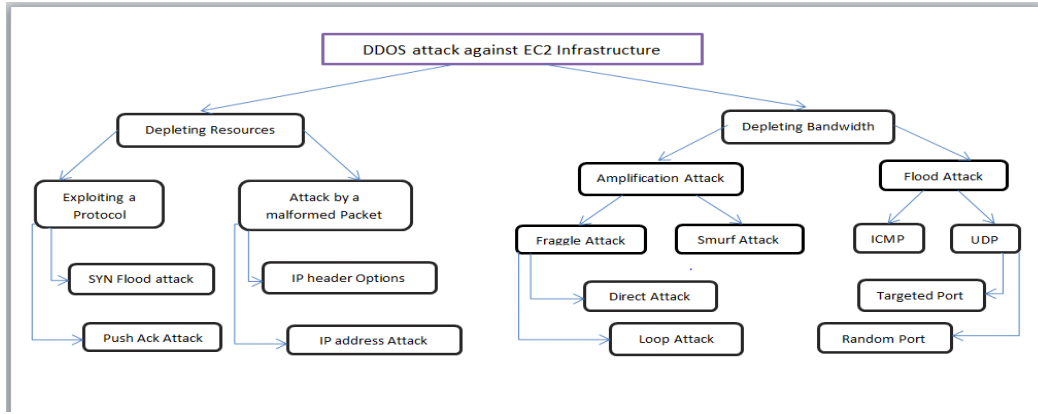 DDOS attack against EC2 Infrastructure
Depleting Resources
Depleting Bandwidth
Exploiting a
Protocol
Attack by a
malformed Packet
Amplification Attack
Flood Attack
Fraggle Attack
Smurf Attack
ICMP
UDP
SYN Flood attack
IP header Options
Direct Attack
Targeted Port
Push Ack Attack
IP address Attack
Loop Attack
Random Port